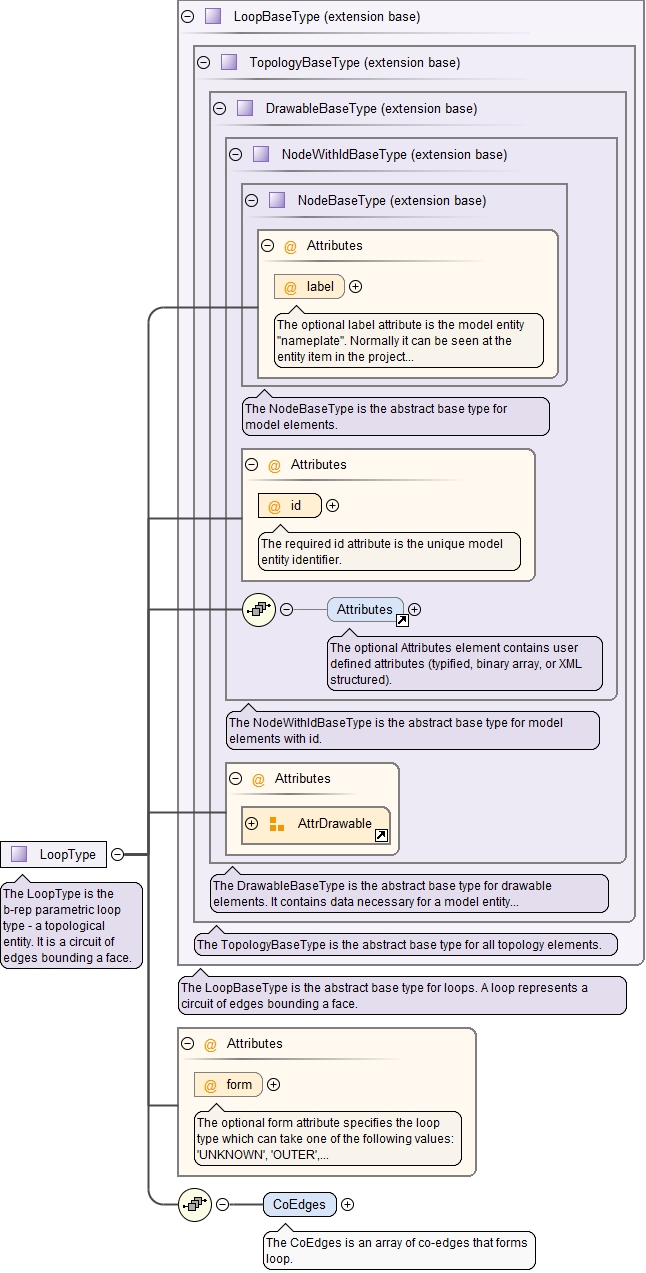 LoopBaseType (extension base)
TopologyBaseType (extension base)
DrawableBaseType (extension base)
NodeWithIdBaseType (extension base)
NodeBaseType (extension base)
@ Attributes
@ label
The optional label attribute is the model entity
"nameplate". Normally it can be seen at the
entity item in the project...
The NodeBaseType is the abstract base type for
model elements.
@ Attributes
@ id
The required id attribute is the unique model
entity identifier.
Attributes
The optional Attributes element contains user
defined attributes (typified, binary array, or XML
structured).
The NodeWithIdBaseType is the abstract base type for model
elements with id.
@ Attributes
AttrDrawable
LoopType
The LoopType is the
b-rep parametric loop
type - a topological
entity. It is a circuit of
edges bounding a face.
The DrawableBaseType is the abstract base type for drawable
elements. It contains data necessary for a model entity...
The TopologyBaseType is the abstract base type for all topology elements.
The LoopBaseType is the abstract base type for loops. A loop represents a
circuit of edges bounding a face.
@ Attributes
@ form
The optional form attribute specifies the loop
type which can take one of the following values:
'UNKNOWN', 'OUTER',...
CoEdges
The CoEdges is an array of co-edges that forms
loop.